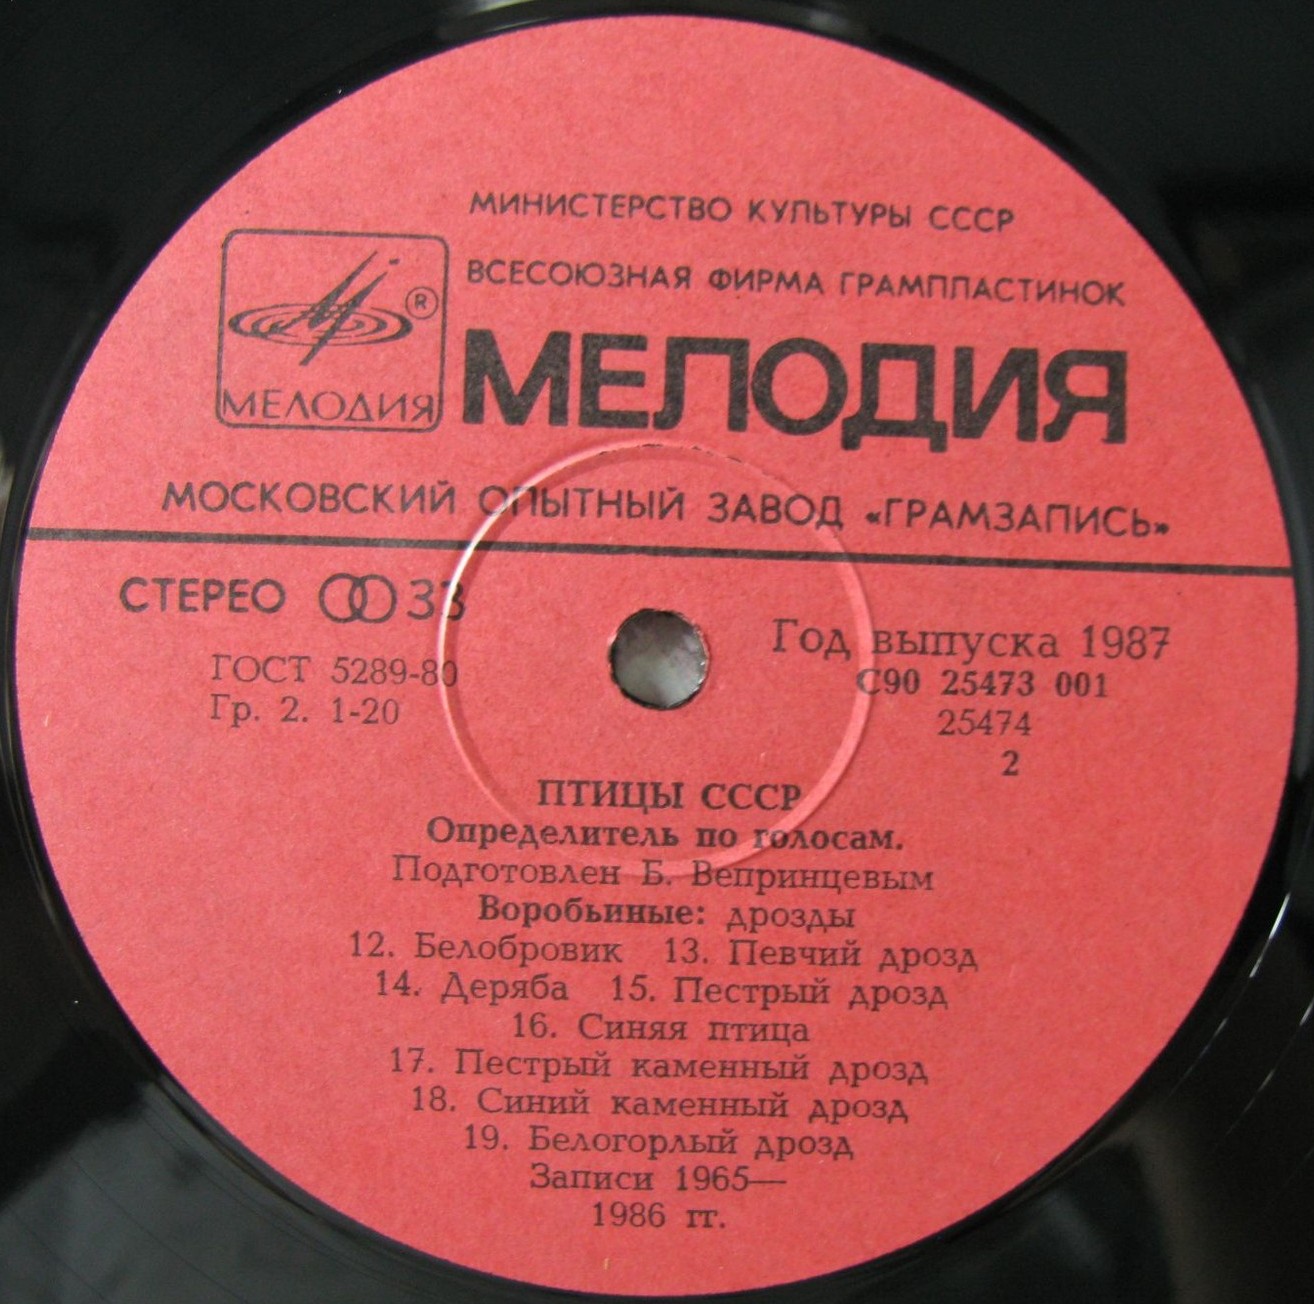 МИНИСТЕРСТВО КУЛЬТУРЫ СССР
ВСЕСОЮЗНАЯ ФИРМА ГРАМПЛАСТИНОК
®
МЕЛОДИЯ
МЕЛОДИЯ
МОСКОВСКИЙ ОПЫТНЫЙ ЗАВОД «ГРАМЗАПИСЬ»
СТЕРЕО 33
ГОСТ 5289-80
Гр. 2. 1-20
Год выпуска 1987
С90 25473 001
25474
2
ПТИЦЫ СССР
Определитель по голосам.
Подготовлен Б. Вепринцевым
Воробьиные: дрозды
12. Белобровик 13. Певчий дрозд
14. Деряба 15. Пестрый дрозд
16. Синяя птица
17. Пестрый каменный дрозд
18. Синий каменный дрозд
19. Белогорлый дрозд
Записи 1965—
1986 гг.